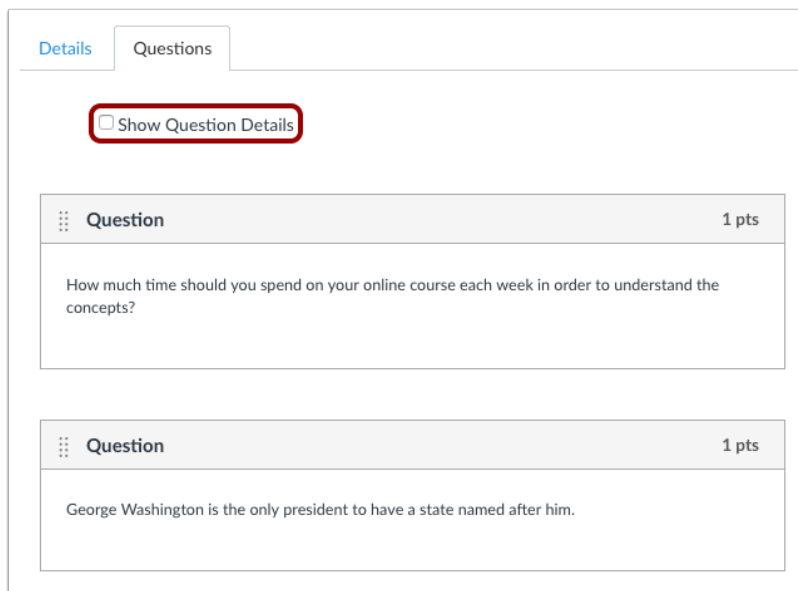 Details Questions
Show Question Details
Question 1 pts
How much time should you spend on your online course each week in order to understand the
concepts?
Question 1 pts
George Washington is the only president to have a state named after him.